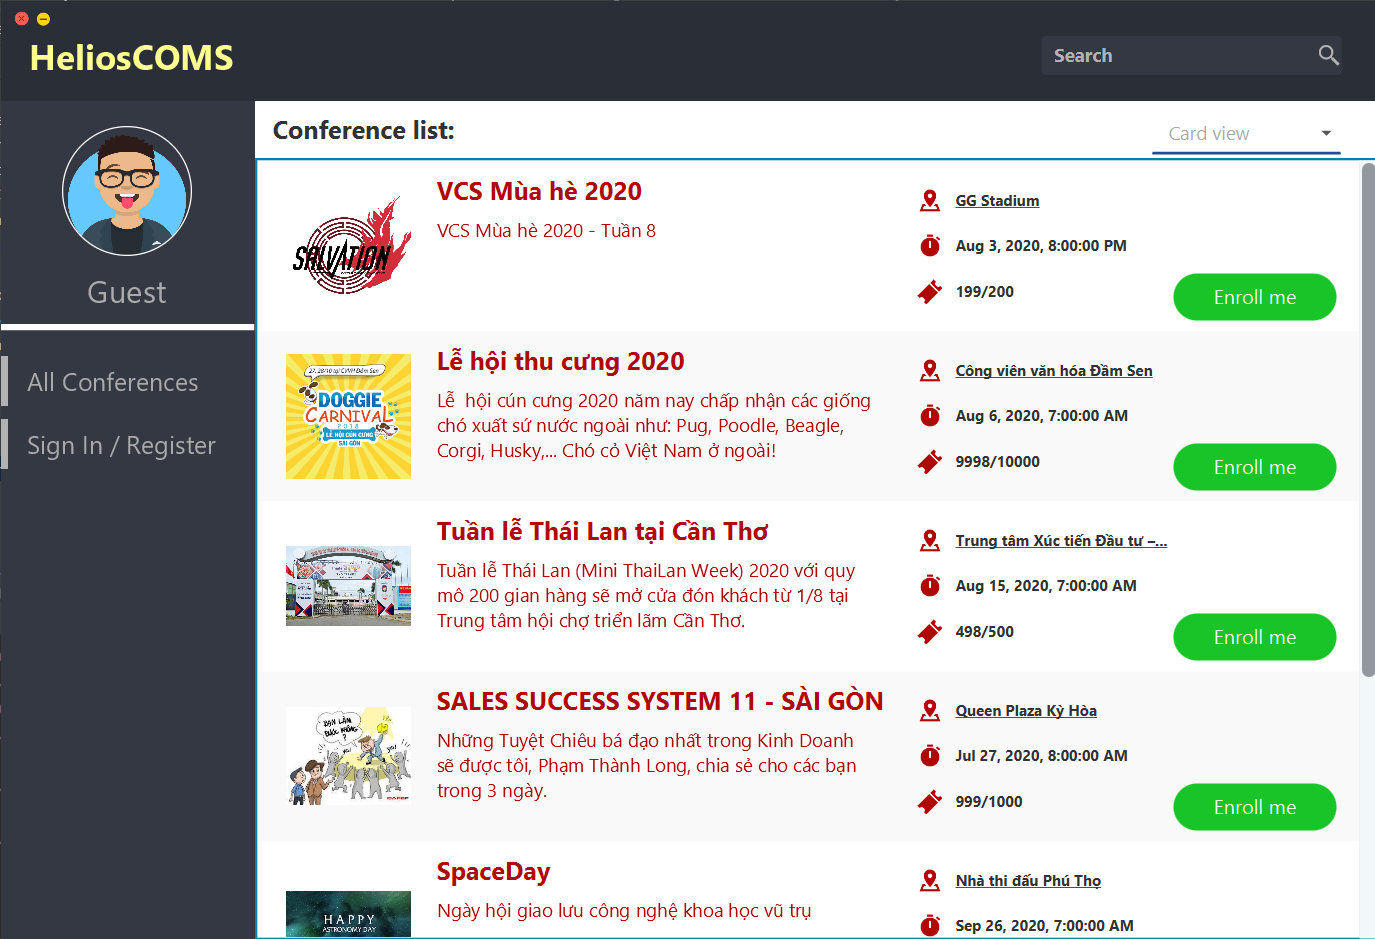 HeliosCOMS
Search
Guest
All Conferences
Sign In / Register
Conference list:
Card view
SALVATION
VCS Mùa hè 2020
VCS Mùa hè 2020 - Tuần 8
GG Stadium
Aug 3, 2020, 8:00:00 PM
199/200
Enroll me
27, 28/10 tại CVVH Đầm Sen
DOGGIE
CARNIVAL
2018
LỄ HỘI CÚN CƯNG
SÀI GÒN
Lễ hội thu cưng 2020
Lễ  hội cún cưng 2020 năm nay chấp nhận các giống
chó xuất sứ nước ngoài như: Pug, Poodle, Beagle,
Corgi, Husky,... Chó cỏ Việt Nam ở ngoài!
Công viên văn hóa Đầm Sen
Aug 6, 2020, 7:00:00 AM
9998/10000
Enroll me
Tuần lễ Thái Lan tại Cần Thơ
Tuần lễ Thái Lan (Mini ThaiLan Week) 2020 với quy
mô 200 gian hàng sẽ mở cửa đón khách từ 1/8 tại
Trung tâm hội chợ triển lãm Cần Thơ.
Trung tâm Xúc tiến Đầu tư –...
Aug 15, 2020, 7:00:00 AM
498/500
Enroll me
BẠN LÀM
ĐƯỢC KHÔNG
?
SALES SUCCESS SYSTEM 11 - SÀI GÒN
Những Tuyệt Chiêu bá đạo nhất trong Kinh Doanh
sẽ được tôi, Phạm Thành Long, chia sẻ cho các bạn
trong 3 ngày.
Queen Plaza Kỳ Hòa
Jul 27, 2020, 8:00:00 AM
999/1000
Enroll me
HAPPY
ASTRONOMY DAY
SpaceDay
Ngày hội giao lưu công nghệ khoa học vũ trụ
Nhà thi đấu Phú Thọ
Sep 26, 2020, 7:00:00 AM